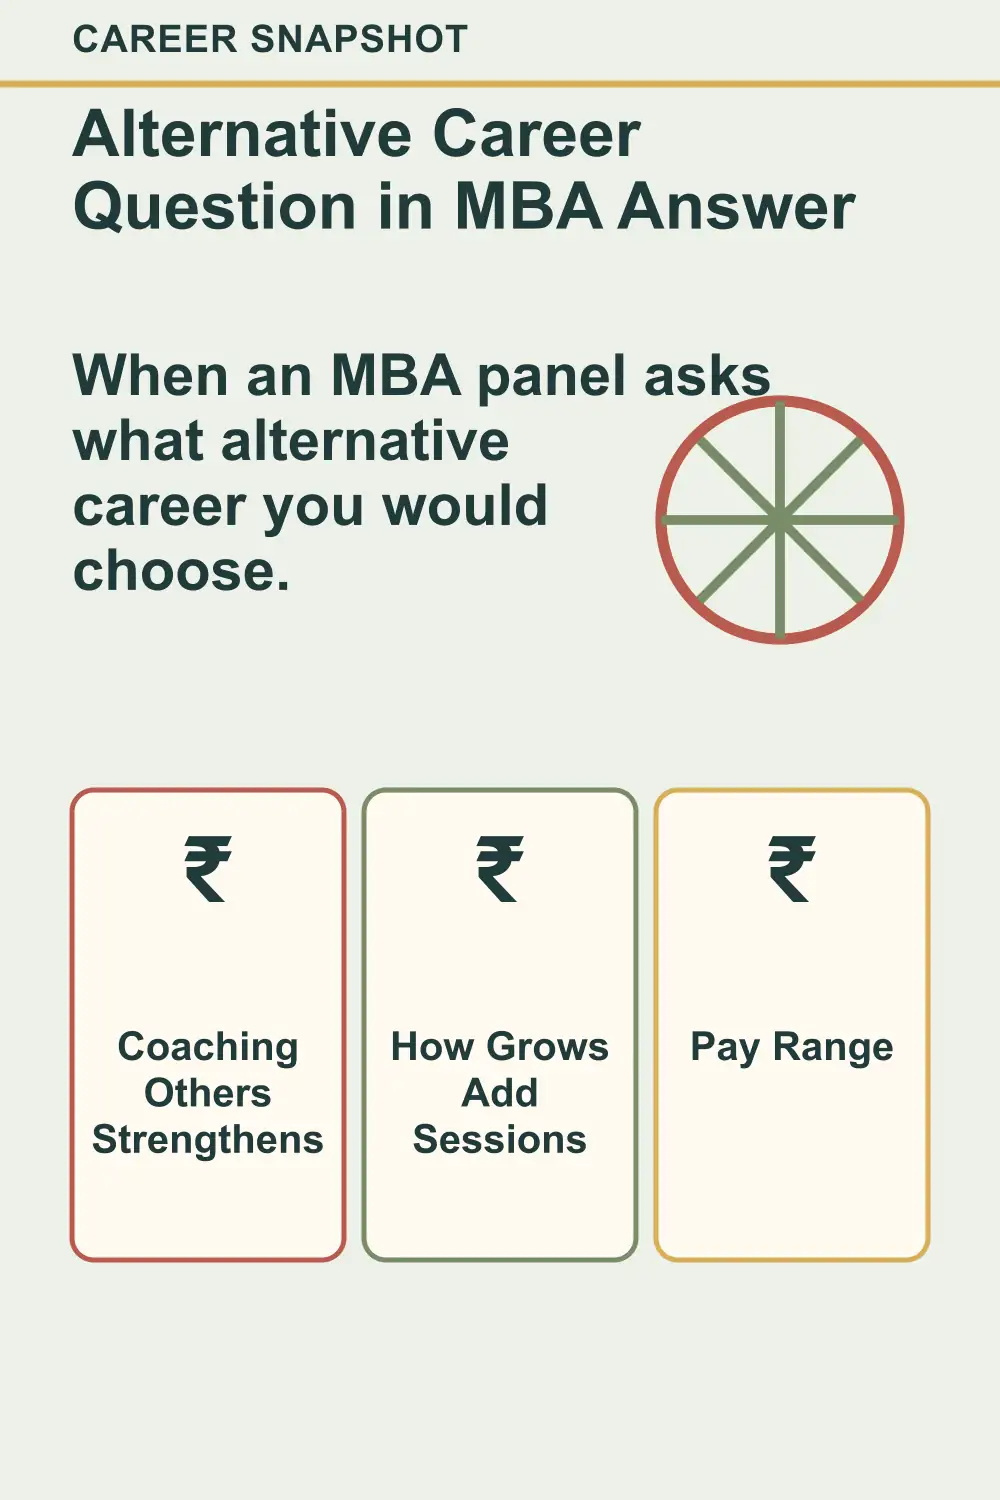 CAREER SNAPSHOT
Alternative Career
Question in MBA Answer
When an MBA panel asks
what alternative
career you would
choose.
₹
Coaching
Others
Strengthens
₹
How Grows
Add
Sessions
₹
Pay Range